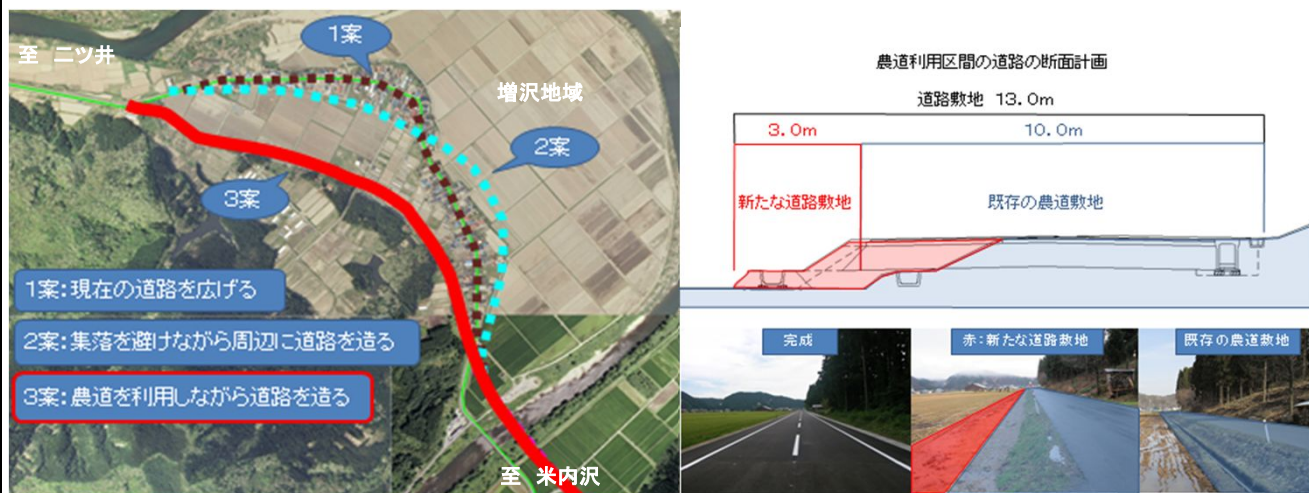 1案
至 二ツ井
増沢地域
2案
3案
1案:現在の道路を広げる
2案:集落を避けながら周辺に道路を造る
3案:農道を利用しながら道路を造る
至 米内沢
農道利用区間の道路の断面計画
道路敷地 13.0m
3.0m
10.0m
新たな道路敷地
既存の農道敷地
完成
赤:新たな道路敷地
既存の農道敷地